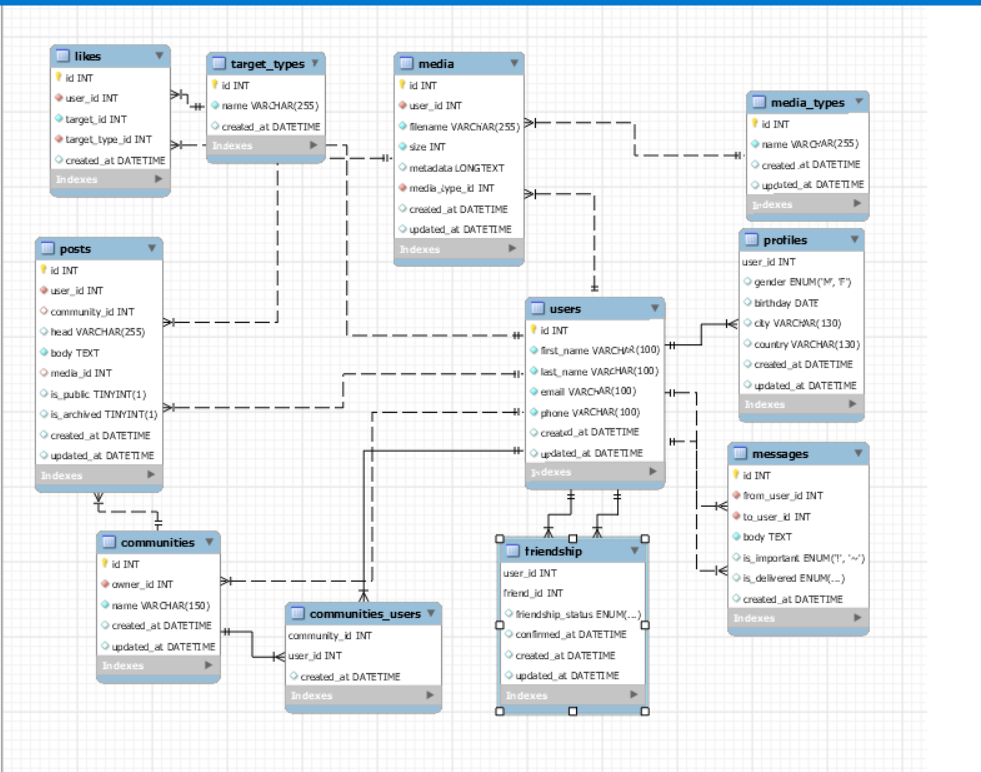 likes
id INT
user_id INT
target_id INT
target_type_id INT
created_at DATETIME
Indexes
target_types
id INT
name VARCHAR(255)
created_at DATETIME
Indexes
media
id INT
user_id INT
filename VARCHAR(255)
size INT
metadata LONGTEXT
media_type_id INT
created_at DATETIME
updated_at DATETIME
Indexes
media_types
id INT
name VARCHAR(255)
created_at DATETIME
updated_at DATETIME
Indexes
posts
id INT
user_id INT
community_id INT
head VARCHAR(255)
body TEXT
media_id INT
is_public TINYINT(1)
is_archived TINYINT(1)
created_at DATETIME
updated_at DATETIME
Indexes
profiles
user_id INT
gender ENUM('M', 'F')
birthday DATE
city VARCHAR(130)
country VARCHAR(130)
created_at DATETIME
updated_at DATETIME
Indexes
users
id INT
first_name VARCHAR(100)
last_name VARCHAR(100)
email VARCHAR(100)
phone VARCHAR(100)
created_at DATETIME
updated_at DATETIME
Indexes
messages
id INT
from_user_id INT
to_user_id INT
body TEXT
is_important ENUM('!', '~')
is_delivered ENUM(...)
created_at DATETIME
Indexes
communities
id INT
owner_id INT
name VARCHAR(150)
created_at DATETIME
updated_at DATETIME
Indexes
communities_users
community_id INT
user_id INT
created_at DATETIME
Indexes
friendship
user_id INT
friend_id INT
friendship_status ENUM(...)
confirmed_at DATETIME
created_at DATETIME
updated_at DATETIME
Indexes